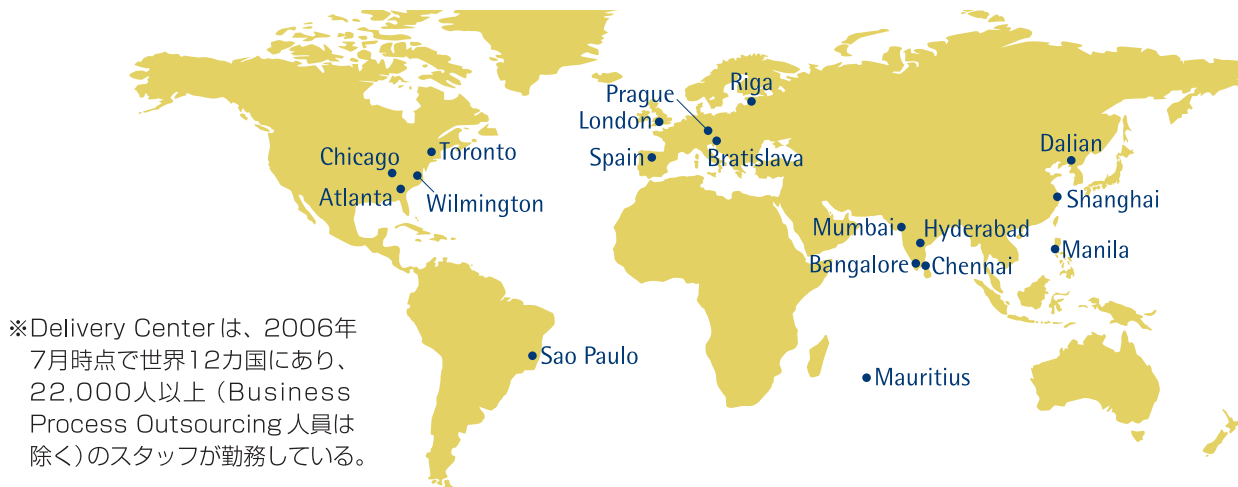 Riga
Prague
London
Spain
Bratislava
Chicago
Toronto
Atlanta
Wilmington
Dalian
Shanghai
Mumbai
Hyderabad
Manila
Bangalore
Chennai
Sao Paulo
Mauritius
※Delivery Centerは、2006年
7月時点で世界12カ国にあり、
22,000人以上（Business
Process Outsourcing人員は
除く）のスタッフが勤務している。